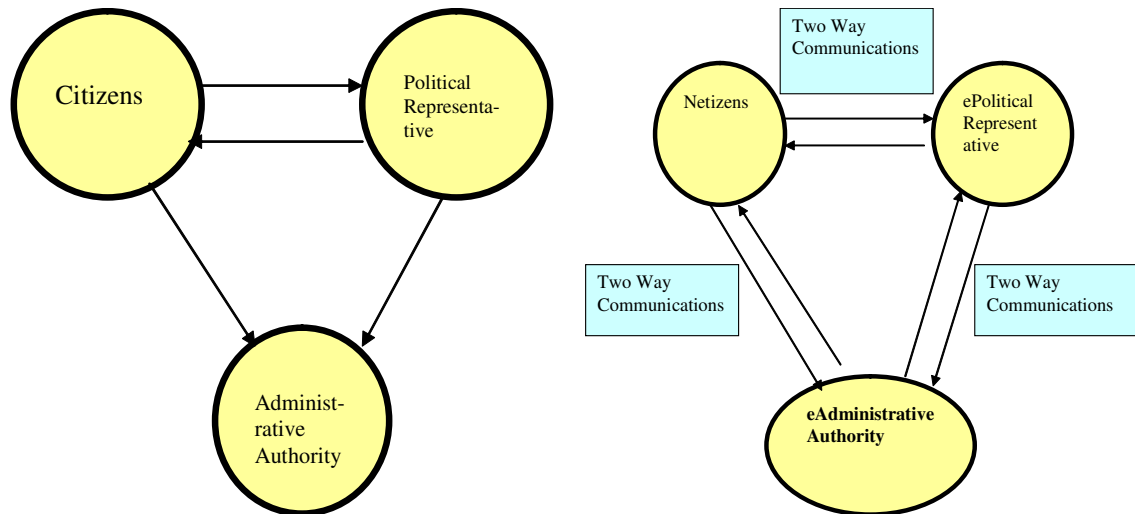 Citizens
Political
Representa-
tive
Administ-
rative
Authority
Two Way
Communications
Netizens
ePolitical
Represent
ative
Two Way
Communications
Two Way
Communications
eAdministrative
Authority